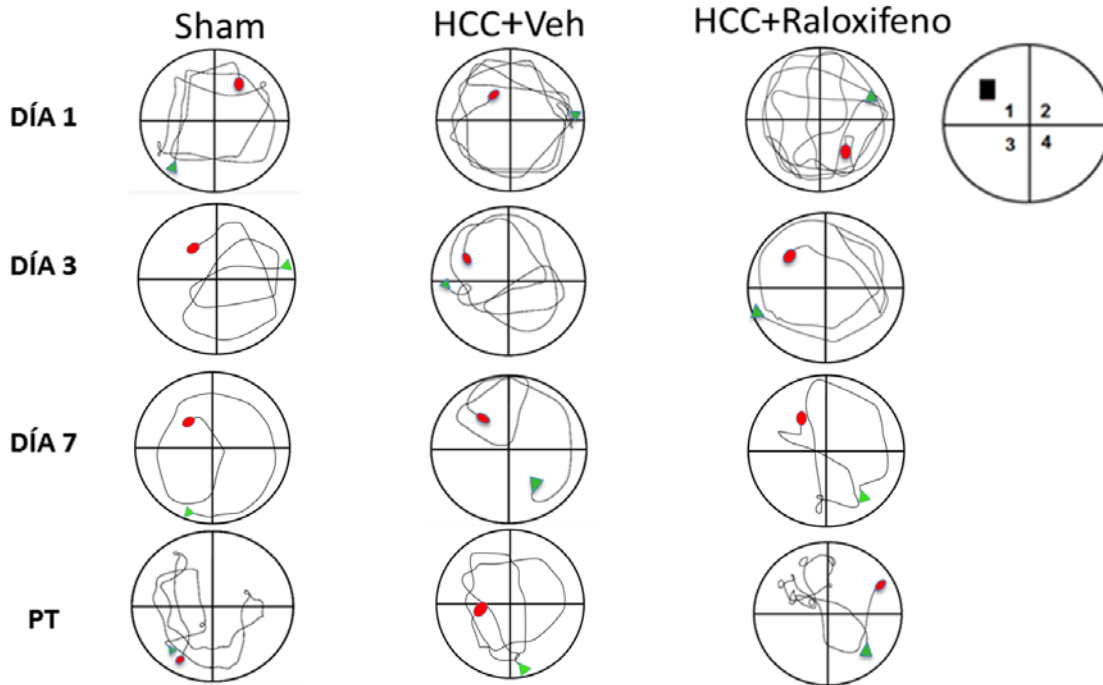 Sham HCC+Veh HCC+Raloxifeno
DÍA 1
1 2
3 4
DÍA 3
DÍA 7
PT